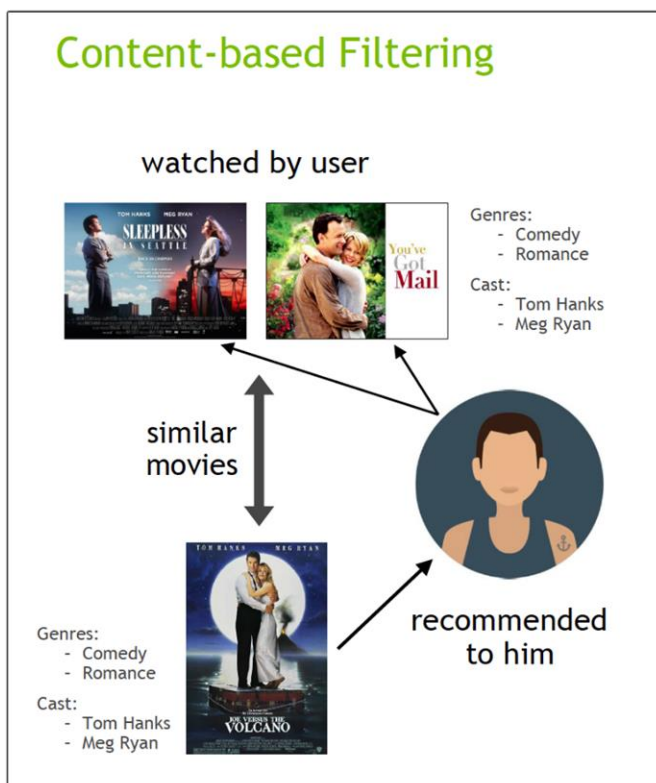 Content-based Filtering
watched by user
TOM HANKS MEG RYAN
SLEEPLESS
IN SEATTLE
You've
Got
Mail
Genres:
- Comedy
- Romance
Cast:
- Tom Hanks
- Meg Ryan
similar
movies
TOM HANKS MEG RYAN
JOE VERSUS THE
VOLCANO
Genres:
- Comedy
- Romance
Cast:
- Tom Hanks
- Meg Ryan
recommended
to him